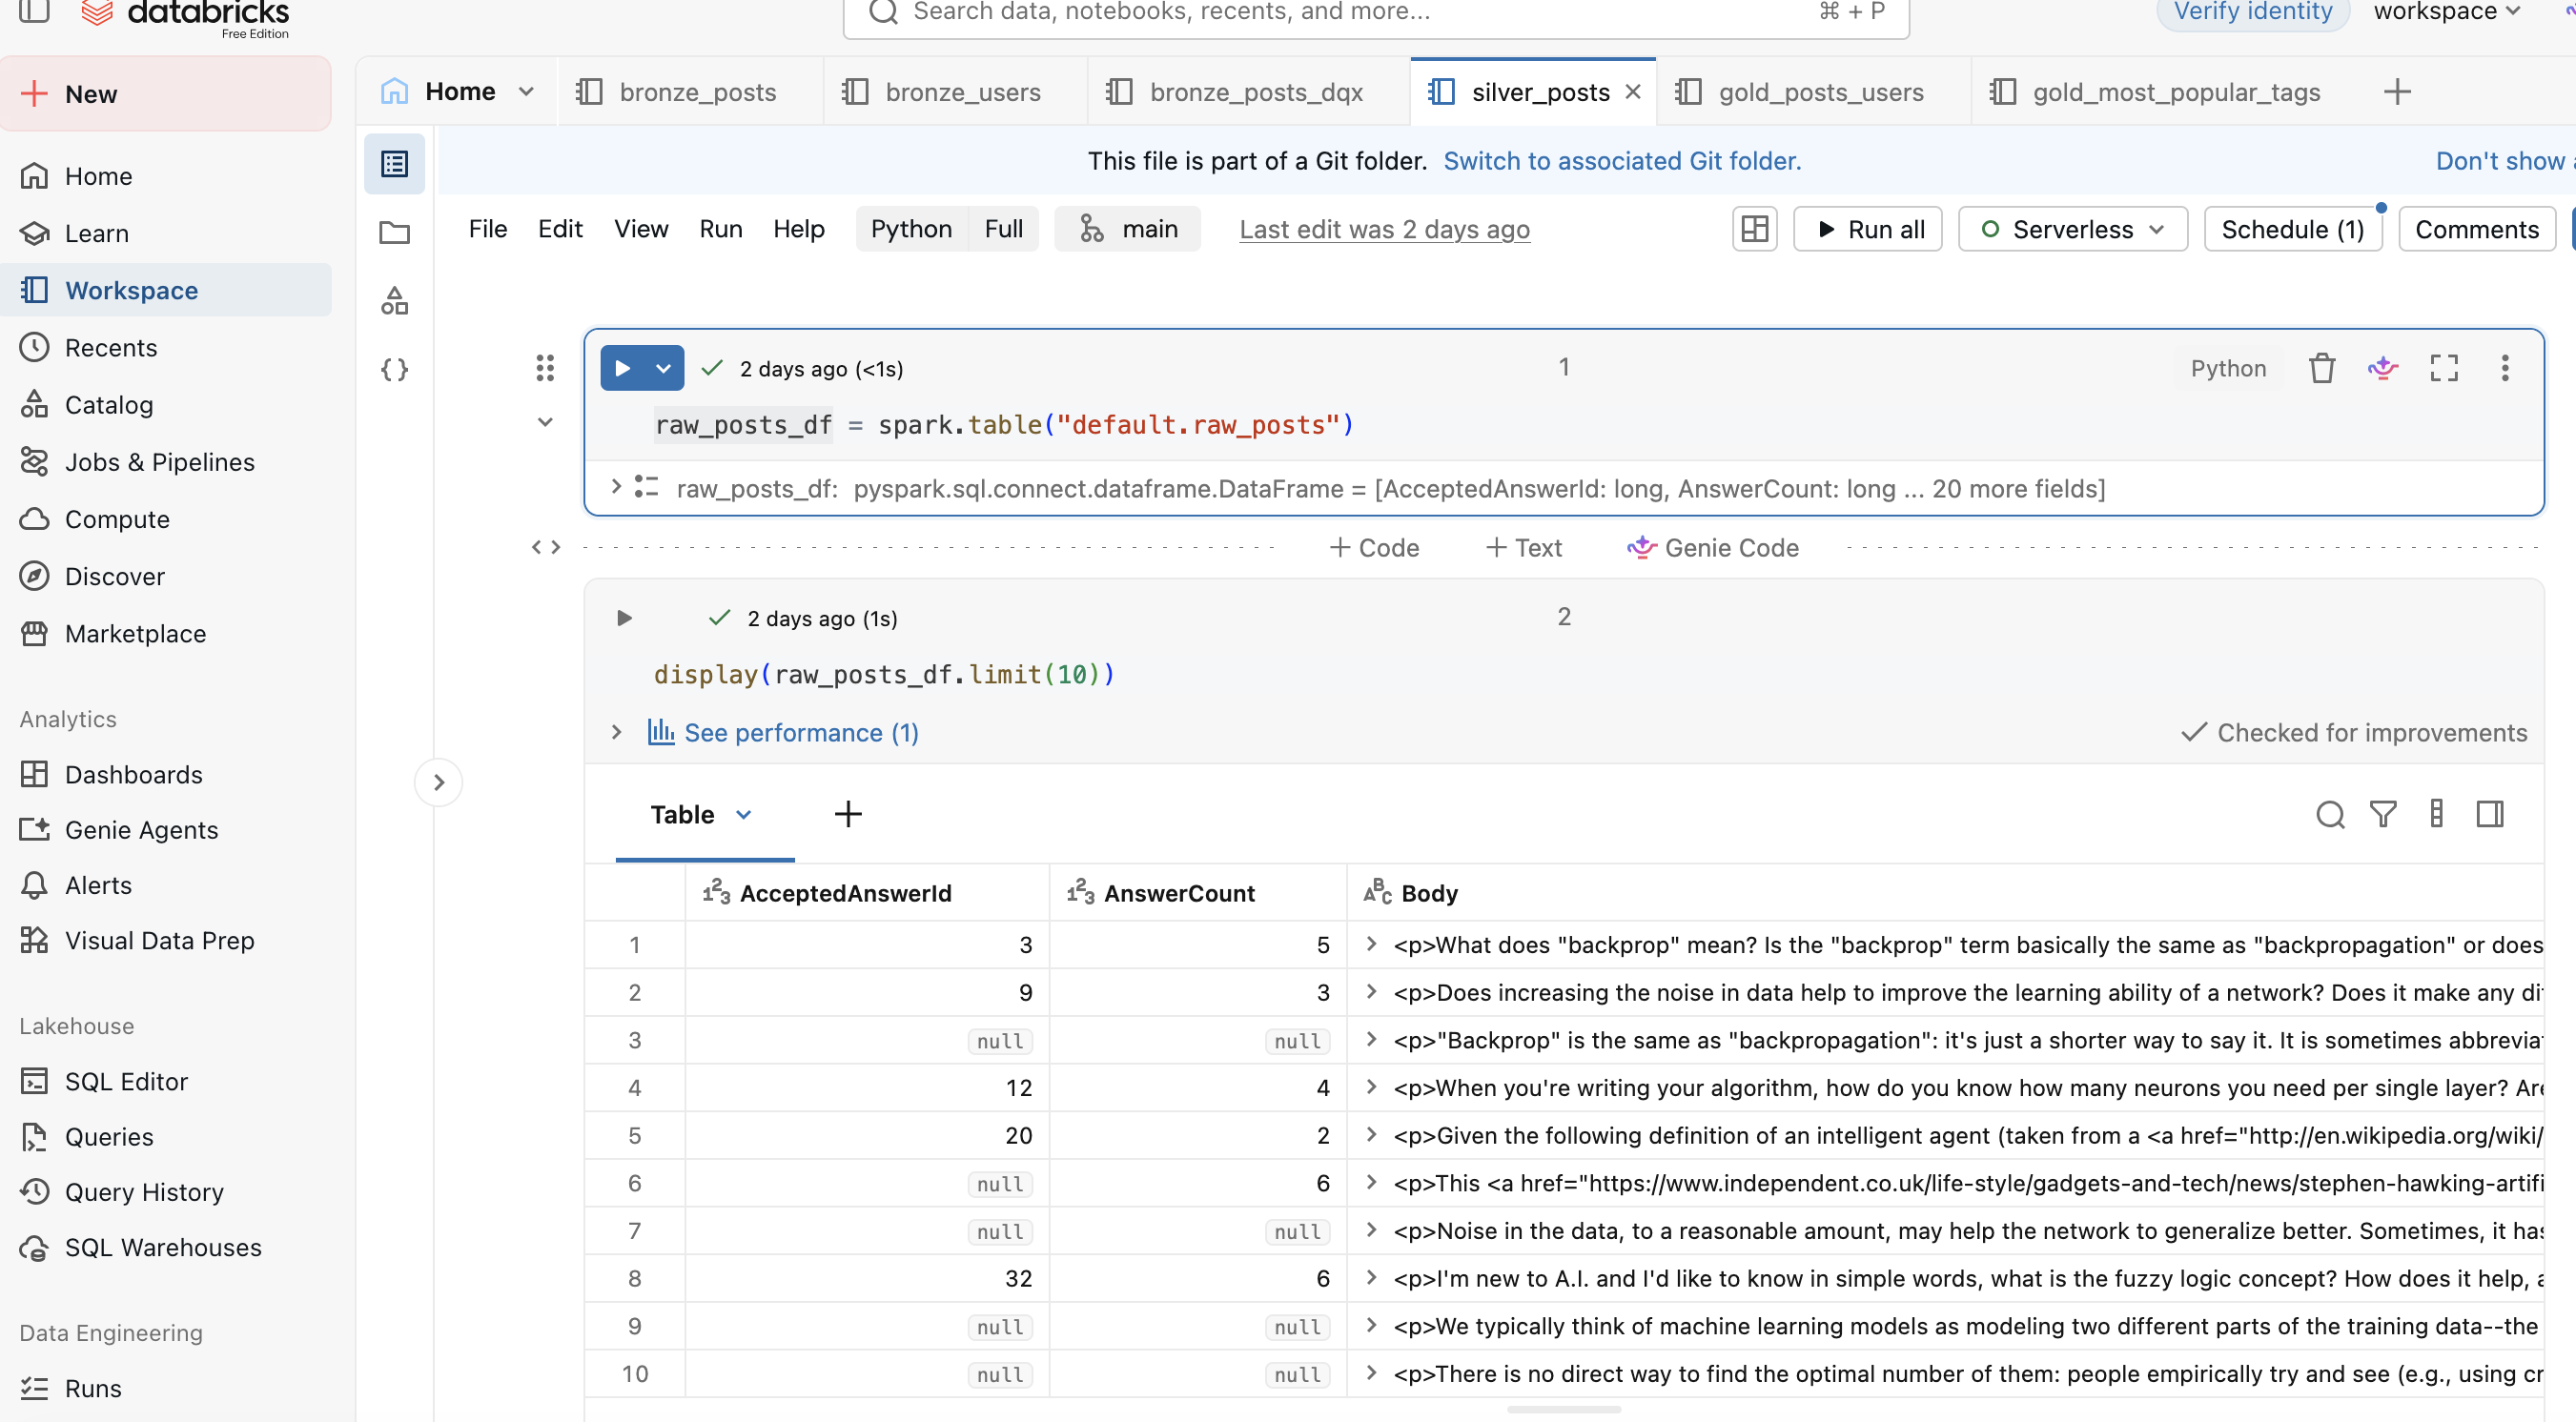 databricks
Free Edition
Search data, notebooks, recents, and more...
⌘ + P
Verify identity
workspace
New
Home
Learn
Workspace
Recents
Catalog
Jobs & Pipelines
Compute
Discover
Marketplace
Analytics
Dashboards
Genie Agents
Alerts
Visual Data Prep
Lakehouse
SQL Editor
Queries
Query History
SQL Warehouses
Data Engineering
Runs
Home
bronze_posts
bronze_users
bronze_posts_dqx
silver_posts
gold_posts_users
gold_most_popular_tags
This file is part of a Git folder. Switch to associated Git folder.
Don't show
File Edit View Run Help Python Full main Last edit was 2 days ago
Run all
Serverless
Schedule (1)
Comments
2 days ago (<1s)
1
Python
raw_posts_df = spark.table("default.raw_posts")
raw_posts_df: pyspark.sql.connect.dataframe.DataFrame = [AcceptedAnswerId: long, AnswerCount: long ... 20 more fields]
+ Code + Text Genie Code
2 days ago (1s)
2
display(raw_posts_df.limit(10))
See performance (1)
Checked for improvements
Table
AcceptedAnswerId AnswerCount Body
1 3 5 <p>What does "backprop" mean? Is the "backprop" term basically the same as "backpropagation" or does
2 9 3 <p>Does increasing the noise in data help to improve the learning ability of a network? Does it make any
3 null null <p>"Backprop" is the same as "backpropagation": it's just a shorter way to say it. It is sometimes
4 12 4 <p>When you're writing your algorithm, how do you know how many neurons you need per single layer?
5 20 2 <p>Given the following definition of an intelligent agent (taken from a <a href="http://en.wikipedia.org/wiki/
6 null 6 <p>This <a href="https://www.independent.co.uk/life-style/gadgets-and-tech/news/stephen-hawking-artifi
7 null null <p>Noise in the data, to a reasonable amount, may help the network to generalize better. Sometimes, it has
8 32 6 <p>I'm new to A.I. and I'd like to know in simple words, what is the fuzzy logic concept? How does it help,
9 null null <p>We typically think of machine learning models as modeling two different parts of the training data--the
10 null null <p>There is no direct way to find the optimal number of them: people empirically try and see (e.g., using